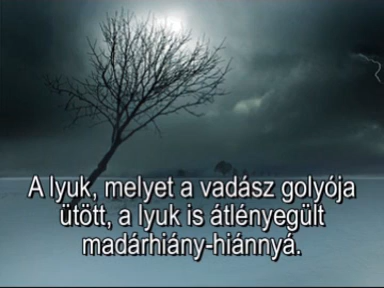 A lyuk, melyet a vadász golyója
ütött, a lyuk is átlényegült
madárhiány-hiánnyá.